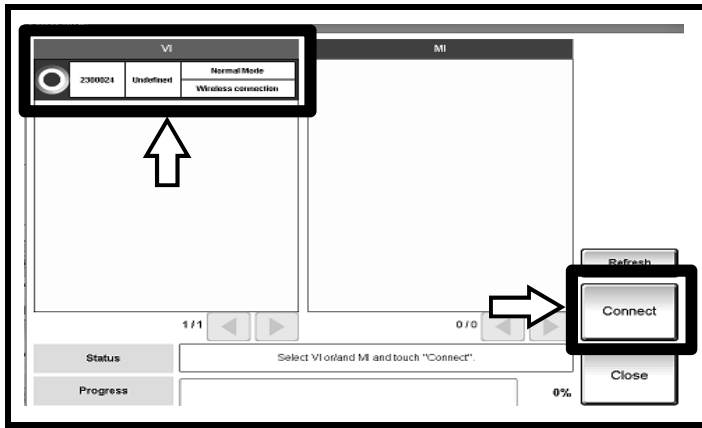 VI
MI
2300024 Undefined Normal Mode
Wireless connection
Refresh
Connect
1/1
0/0
Status
Select VI or/and MI and touch "Connect".
Close
Progress
0%